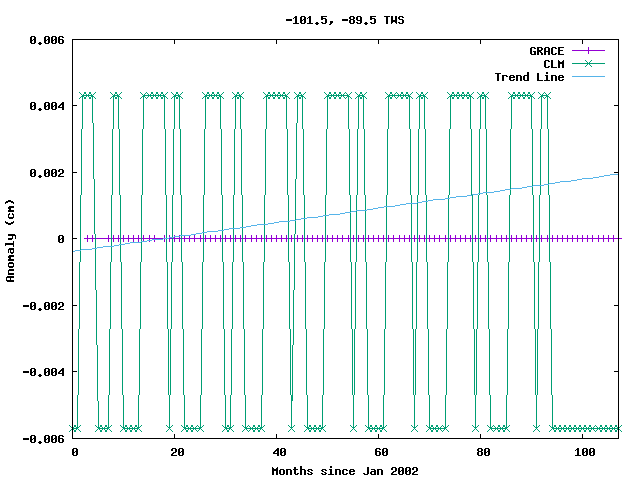 -101.5, -89.5 TWS
GRACE
CLM
Trend Line
0.006
0.004
0.002
0
-0.002
-0.004
-0.006
Anomaly (cm)
0 20 40 60 80 100
Months since Jan 2002